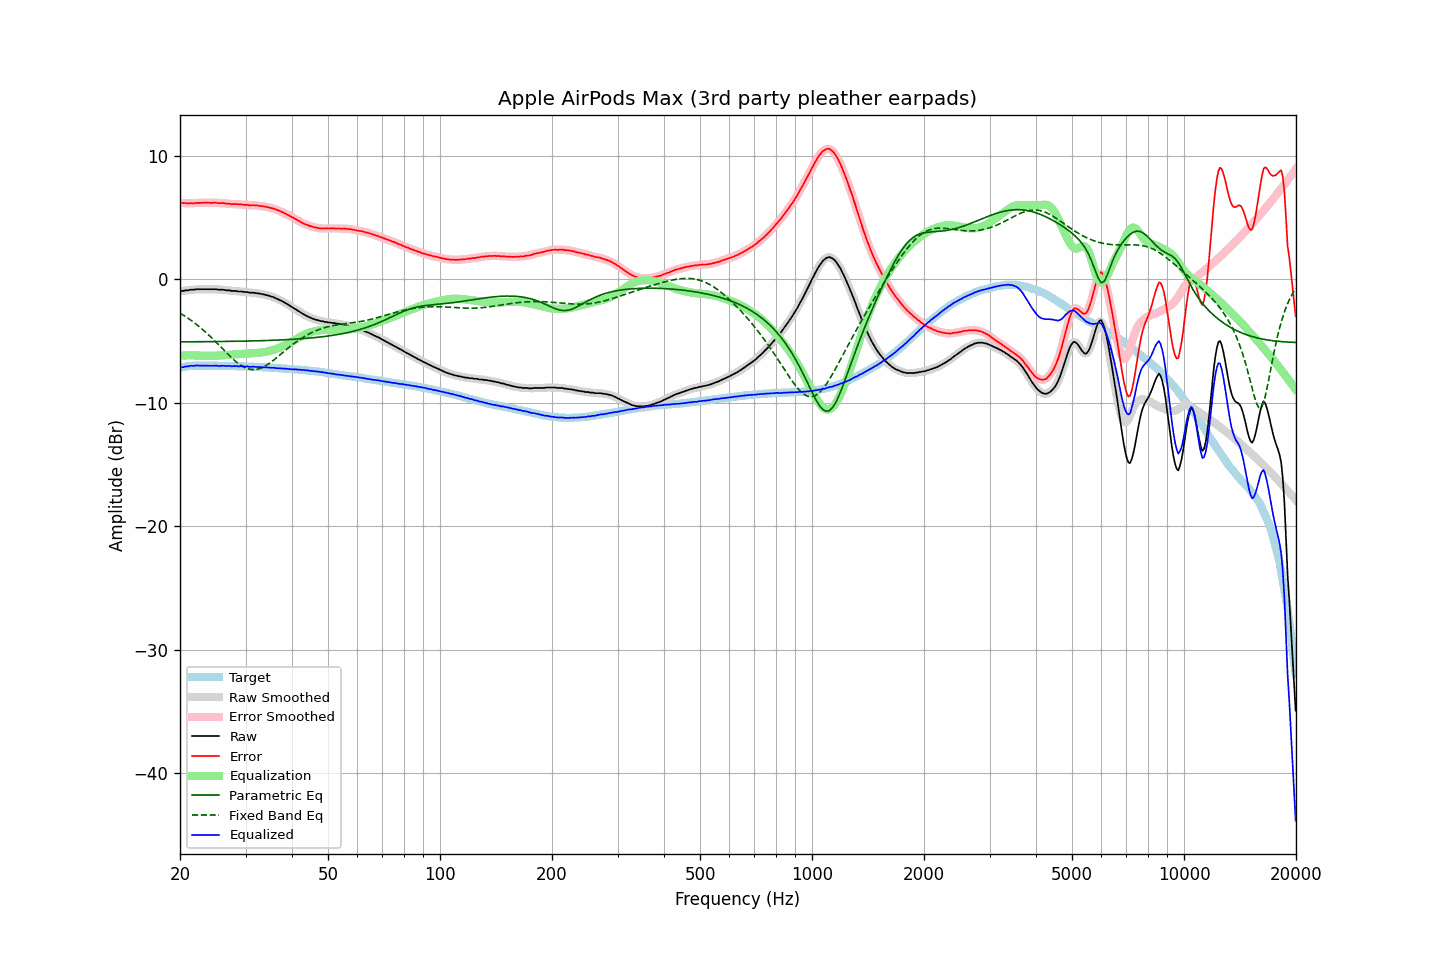 Apple AirPods Max (3rd party pleather earpads)
10
0
−10
−20
−30
−40
Amplitude (dBr)
Target
Raw Smoothed
Error Smoothed
Raw
Error
Equalization
Parametric Eq
Fixed Band Eq
Equalized
20 50 100 200 500 1000 2000 5000 10000 20000
Frequency (Hz)